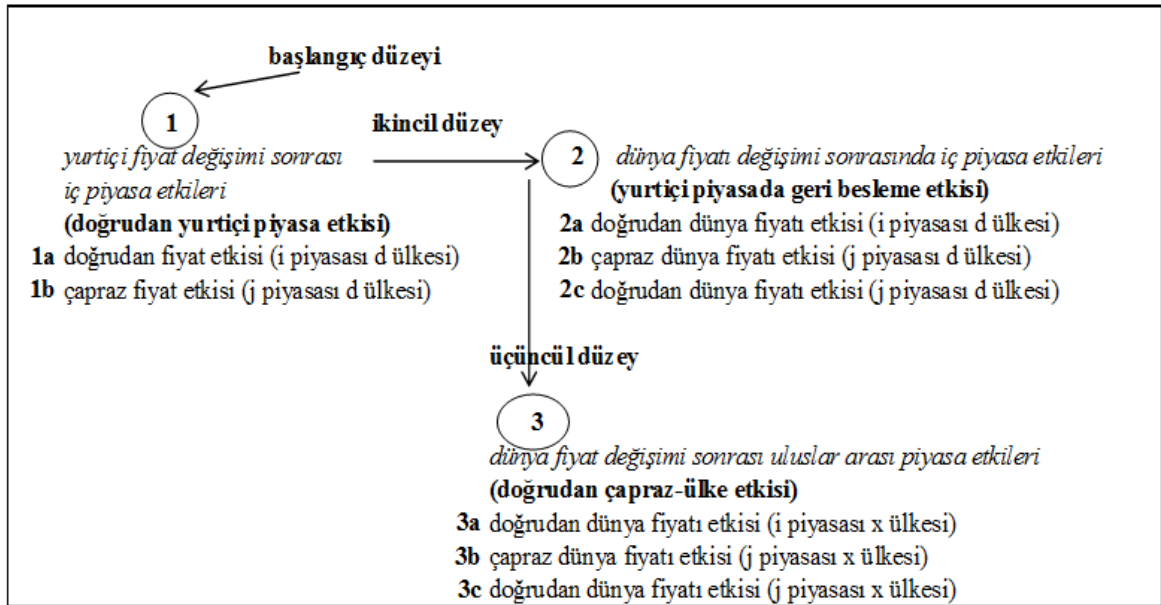 başlangıç düzeyi
1
yurtiçi fiyat değişimi sonrası
iç piyasa etkileri
(doğrudan yurtiçi piyasa etkisi)
1a doğrudan fiyat etkisi (i piyasası d ülkesi)
1b çapraz fiyat etkisi (j piyasası d ülkesi)
ikincil düzey
2
dünya fiyatı değişimi sonrasında iç piyasa etkileri
(yurtiçi piyasada geri besleme etkisi)
2a doğrudan dünya fiyatı etkisi (i piyasası d ülkesi)
2b çapraz dünya fiyatı etkisi (j piyasası d ülkesi)
2c doğrudan dünya fiyatı etkisi (j piyasası d ülkesi)
üçüncül düzey
3
dünya fiyat değişimi sonrası uluslar arası piyasa etkileri
(doğrudan çapraz-ülke etkisi)
3a doğrudan dünya fiyatı etkisi (i piyasası x ülkesi)
3b çapraz dünya fiyatı etkisi (j piyasası x ülkesi)
3c doğrudan dünya fiyatı etkisi (j piyasası x ülkesi)